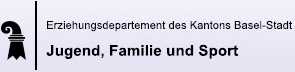 Erziehungsdepartement des Kantons Basel-Stadt
Jugend, Familie und Sport